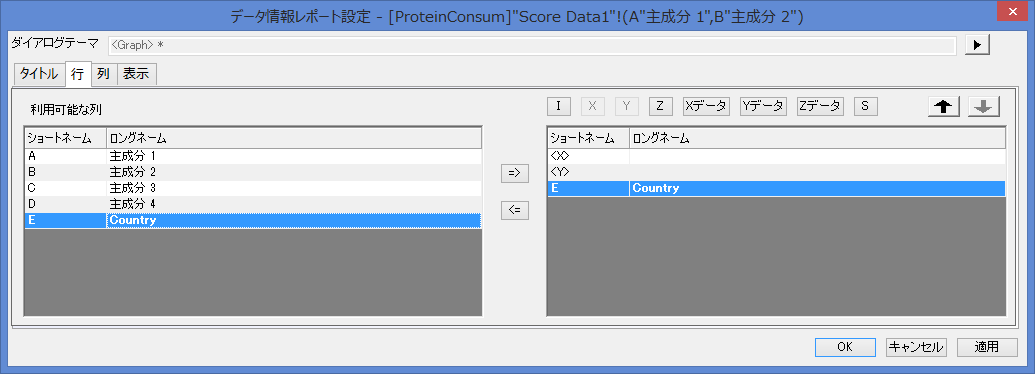 データ情報レポート設定 - [ProteinConsum]"Score Data1"!(A"主成分 1",B"主成分 2")
ダイアログテーマ <Graph> *
タイトル 行 列 表示
利用可能な列
I X Y Z Xデータ Yデータ Zデータ S
ショートネーム ロングネーム
A 主成分 1
B 主成分 2
C 主成分 3
D 主成分 4
E Country
=>
<=
ショートネーム ロングネーム
<X>
<Y>
E Country
OK キャンセル 適用